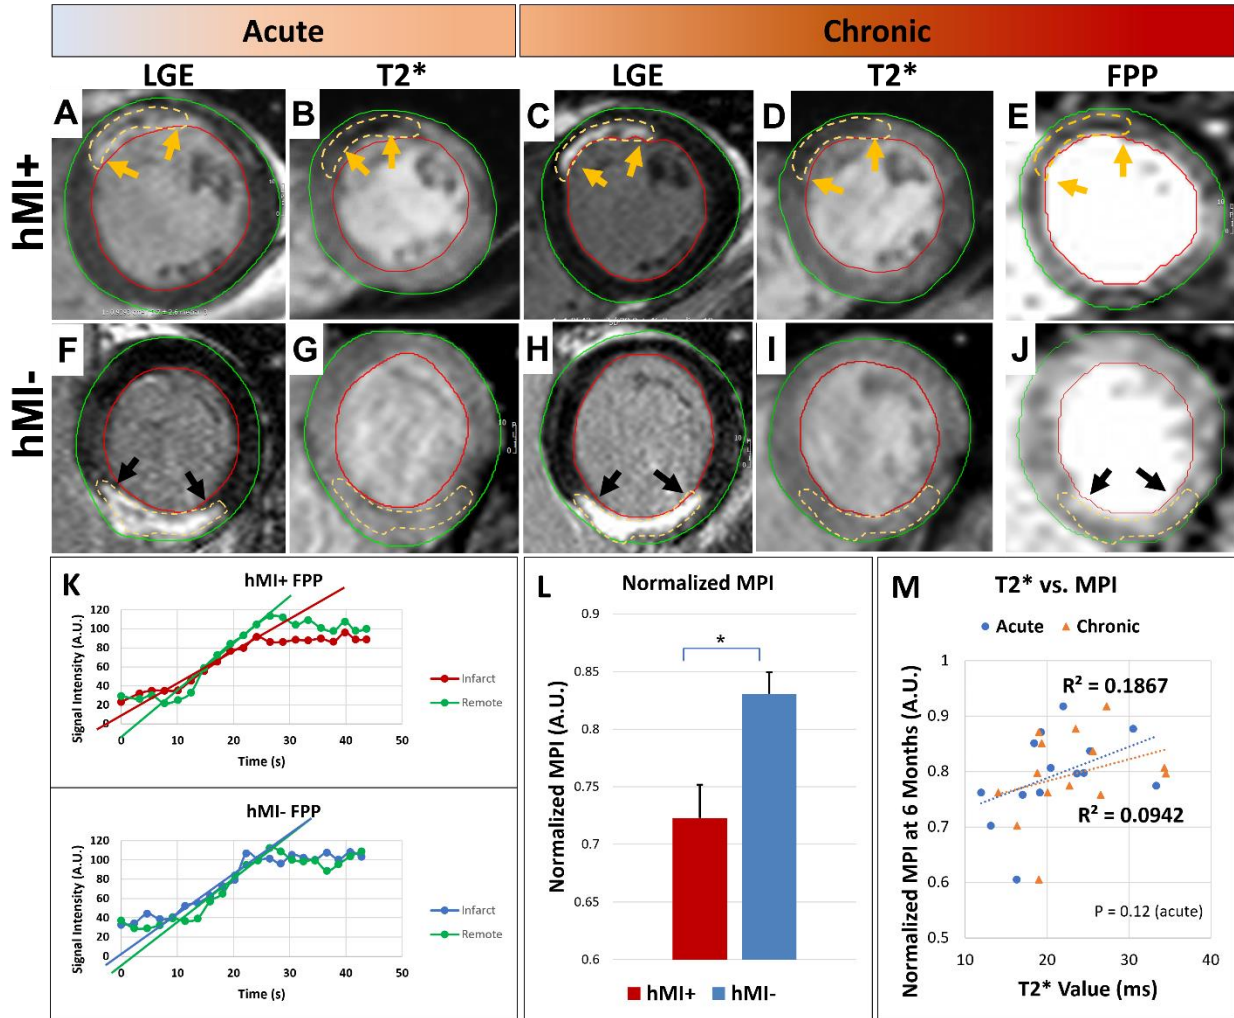 Acute
Chronic
LGE
T2*
LGE
T2*
FPP
hMI+
A
B
C
D
E
hMI-
F
G
H
I
J
K
hMI+ FPP
Signal Intensity (A.U.)
120
100
80
60
40
20
0
0 10 20 30 40 50
Time (s)
Infarct
Remote
hMI- FPP
Signal Intensity (A.U.)
120
100
80
60
40
20
0
0 10 20 30 40 50
Time (s)
Infarct
Remote
L
Normalized MPI
Normalized MPI (A.U.)
0.9
0.85
0.8
0.75
0.7
0.65
0.6
*
hMI+ hMI-
M
T2* vs. MPI
Acute Chronic
Normalized MPI at 6 Months (A.U.)
1
0.9
0.8
0.7
0.6
0.5
R² = 0.1867
R² = 0.0942
P = 0.12 (acute)
10 20 30 40
T2* Value (ms)